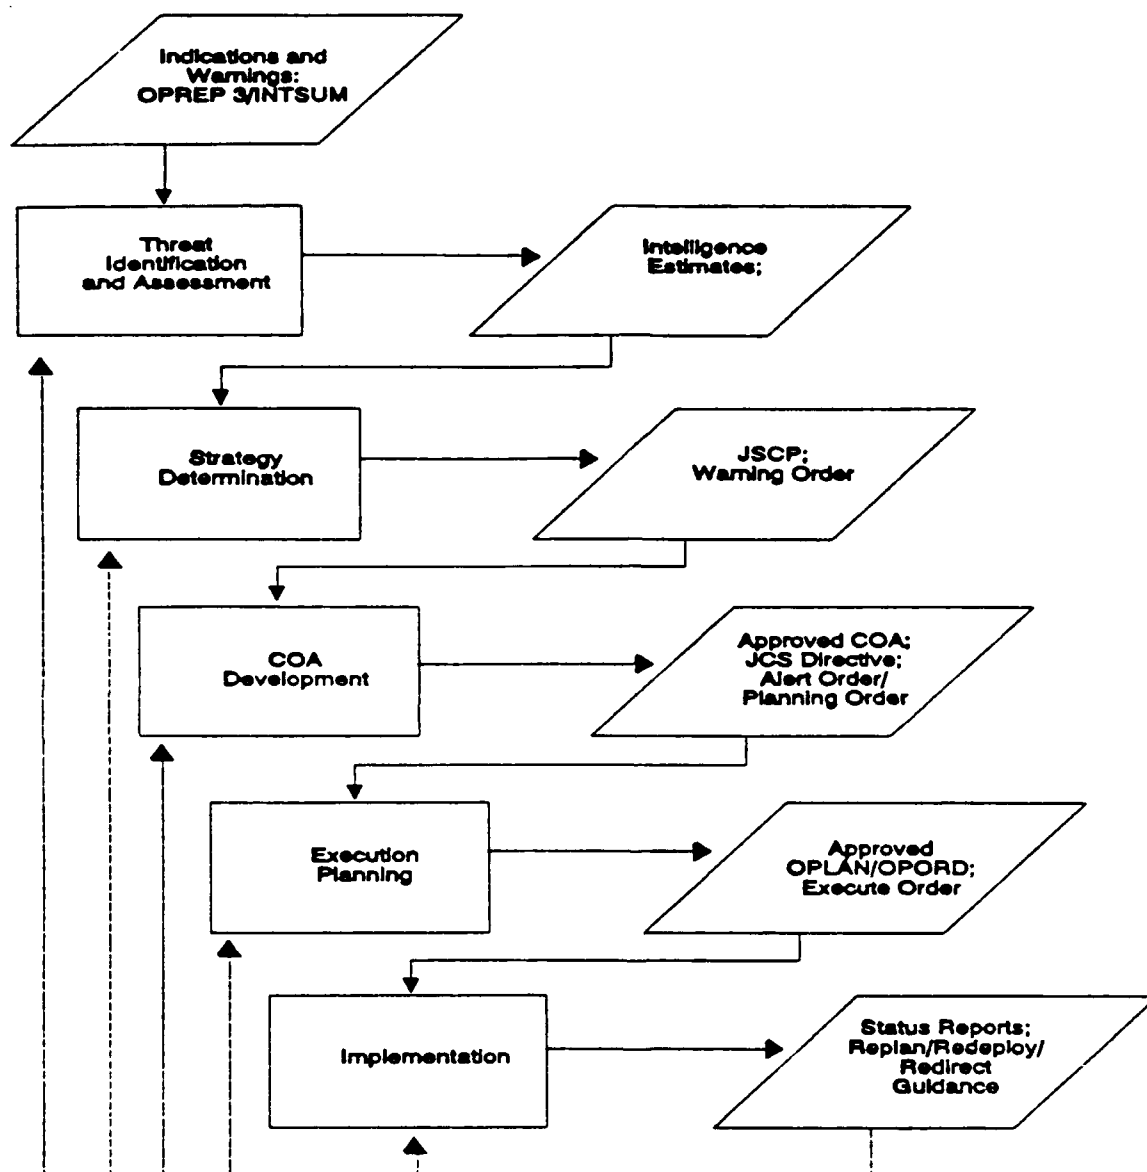 Indications and
Warnings:
OPREP 3/INTSUM
Threat
Identification
and Assessment
Intelligence
Estimates;
Strategy
Determination
JSCP;
Warning Order
COA
Development
Approved COA;
JCS Directive;
Alert Order/
Planning Order
Execution
Planning
Approved
OPLAN/OPORD;
Execute Order
Implementation
Status Reports;
Replan/Redeploy/
Redirect
Guidance